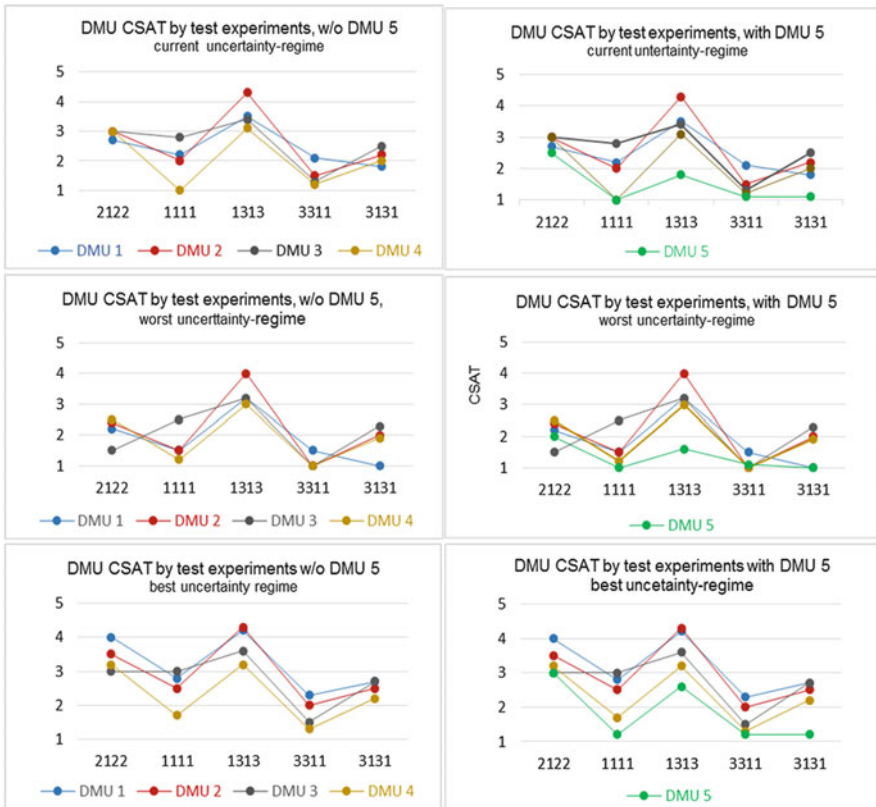 DMU CSAT by test experiments, w/o DMU 5
current uncertainty-regime
5
4
3
2
1
2122 1111 1313 3311 3131
DMU 1 DMU 2 DMU 3 DMU 4
DMU CSAT by test experiments, with DMU 5
current untertainty-regime
5
4
3
2
1
2122 1111 1313 3311 3131
DMU 5
DMU CSAT by test experiments, w/o DMU 5,
worst uncerttainty-regime
5
4
3
2
1
2122 1111 1313 3311 3131
DMU 1 DMU 2 DMU 3 DMU 4
DMU CSAT by test experiments, with DMU 5
worst uncertainty-regime
CSAT
5
4
3
2
1
2122 1111 1313 3311 3131
DMU 5
DMU CSAT by test experiments w/o DMU 5
best uncertainty regime
5
4
3
2
1
2122 1111 1313 3311 3131
DMU 1 DMU 2 DMU 3 DMU 4
DMU CSAT by test experiments with DMU 5
best uncetainty-regime
5
4
3
2
1
2122 1111 1313 3311 3131
DMU 5